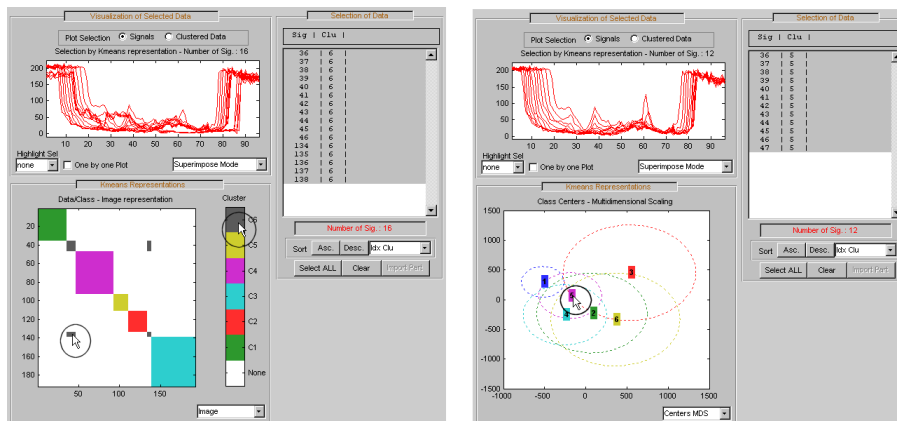 Visualization of Selected Data
Plot Selection Signals Clustered Data
Selection by Kmeans representation - Number of Sig. : 16
200
150
100
50
0
10 20 30 40 50 60 70 80 90
Highlight Sel
none One by one Plot Superimpose Mode
Kmeans Representations
Data/Class - Image representation
Cluster
20
40
60
80
100
120
140
160
180
50 100 150
C6
C5
C4
C3
C2
C1
None
Image
Selection of Data
Sig | Clu |
36 | 6 |
37 | 6 |
38 | 6 |
39 | 6 |
40 | 6 |
41 | 6 |
42 | 6 |
43 | 6 |
44 | 6 |
45 | 6 |
46 | 6 |
134 | 6 |
135 | 6 |
136 | 6 |
137 | 6 |
138 | 6 |
Number of Sig. : 16
Sort Asc. Desc. Idx Clu
Select ALL Clear Import Part.
Visualization of Selected Data
Plot Selection Signals Clustered Data
Selection by Kmeans representation - Number of Sig. : 12
200
150
100
50
0
10 20 30 40 50 60 70 80 90
Highlight Sel
none One by one Plot Superimpose Mode
Kmeans Representations
Class Centers - Multidimensional Scaling
1500
1000
500
0
-500
-1000
-1500
-1000 -500 0 500 1000 1500
1
3
5
4
2
6
Centers MDS
Selection of Data
Sig | Clu |
36 | 5 |
37 | 5 |
38 | 5 |
39 | 5 |
40 | 5 |
41 | 5 |
42 | 5 |
43 | 5 |
44 | 5 |
45 | 5 |
46 | 5 |
47 | 5 |
Number of Sig. : 12
Sort Asc. Desc. Idx Clu
Select ALL Clear Import Part.